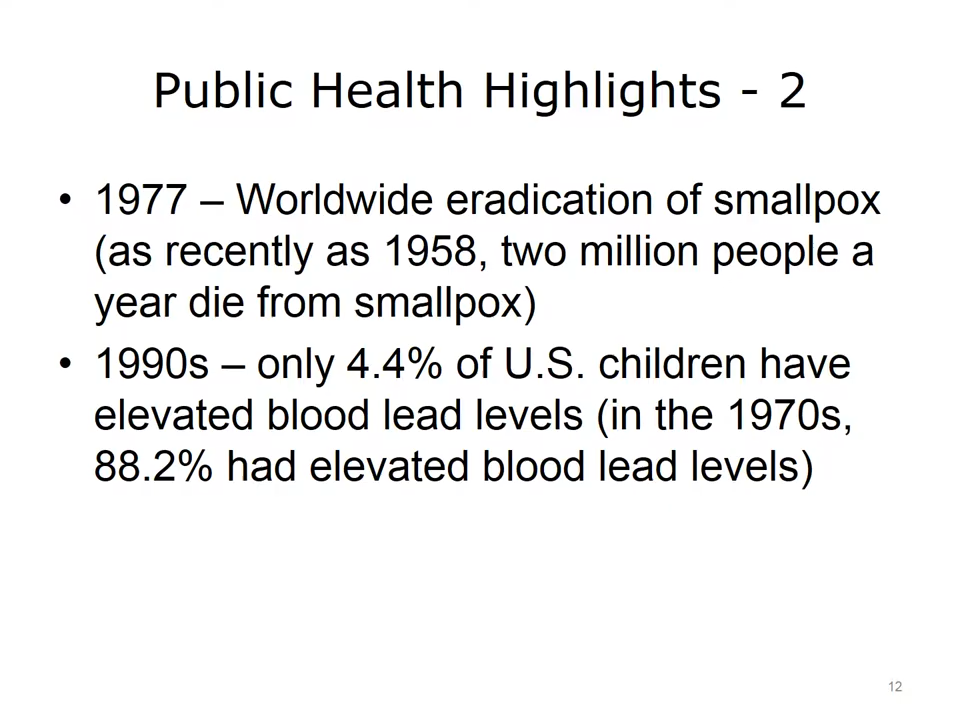 Public Health Highlights - 2
• 1977 – Worldwide eradication of smallpox
(as recently as 1958, two million people a
year die from smallpox)
• 1990s – only 4.4% of U.S. children have
elevated blood lead levels (in the 1970s,
88.2% had elevated blood lead levels)
12